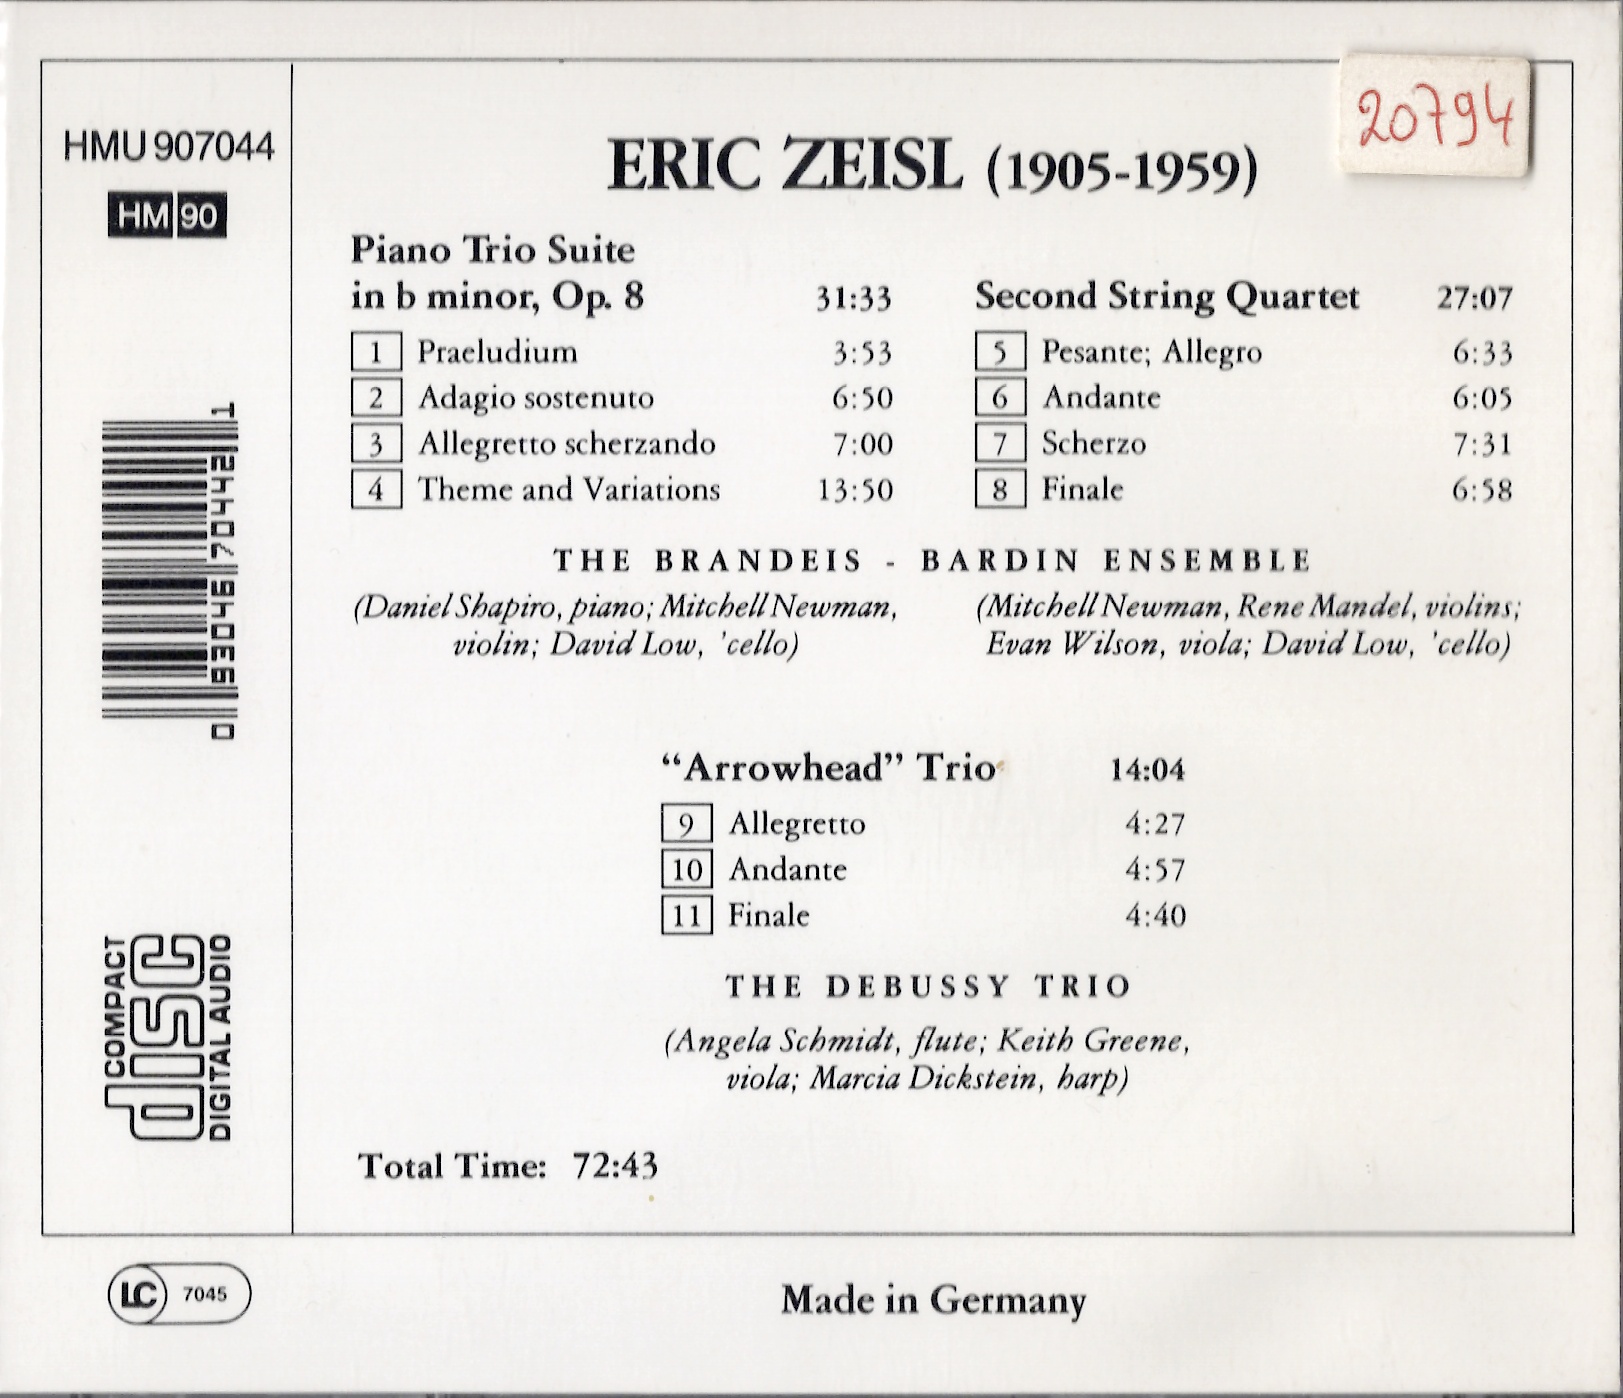 20794
HMU 907044
HM 90
ERIC ZEISL (1905-1959)
Piano Trio Suite
in b minor, Op. 8 31:33
1 Praeludium 3:53
2 Adagio sostenuto 6:50
3 Allegretto scherzando 7:00
4 Theme and Variations 13:50
Second String Quartet 27:07
5 Pesante; Allegro 6:33
6 Andante 6:05
7 Scherzo 7:31
8 Finale 6:58
THE BRANDEIS - BARDIN ENSEMBLE
(Daniel Shapiro, piano; Mitchell Newman,
violin; David Low, 'cello)
(Mitchell Newman, Rene Mandel, violins;
Evan Wilson, viola; David Low, 'cello)
"Arrowhead" Trio 14:04
9 Allegretto 4:27
10 Andante 4:57
11 Finale 4:40
THE DEBUSSY TRIO
(Angela Schmidt, flute; Keith Greene,
viola; Marcia Dickstein, harp)
Total Time: 72:43
0 93046 70442 1
COMPACT
disc
DIGITAL AUDIO
LC 7045
Made in Germany